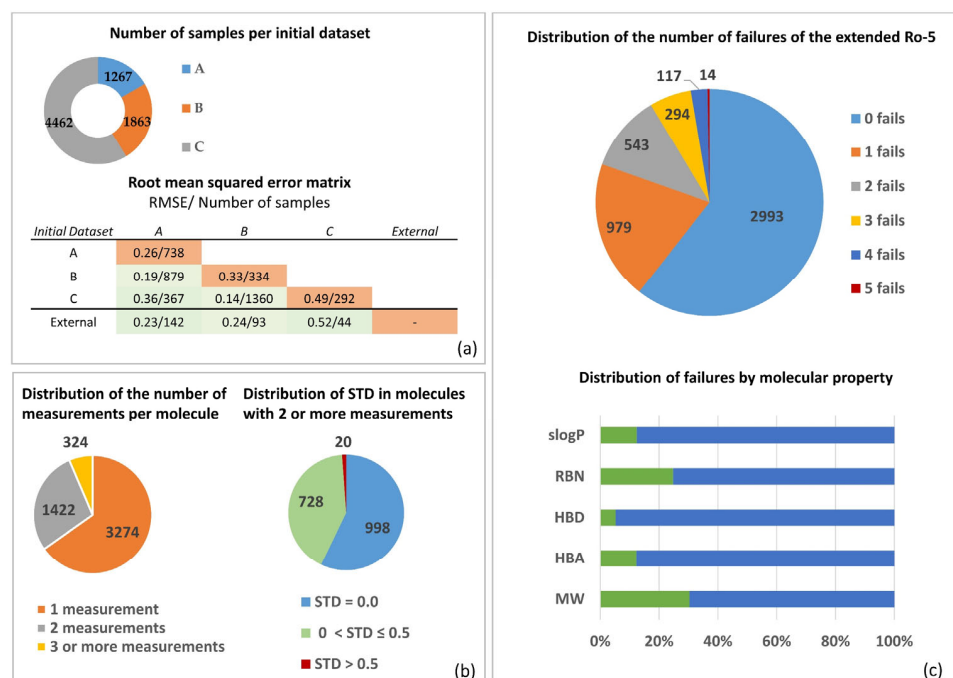 Number of samples per initial dataset
1267
1863
4462
A
B
C
Root mean squared error matrix
RMSE/ Number of samples
Initial Dataset A B C External
A 0.26/738
B 0.19/879 0.33/334
C 0.36/367 0.14/1360 0.49/292
External 0.23/142 0.24/93 0.52/44 -
(a)
Distribution of the number of
measurements per molecule
324
1422
3274
1 measurement
2 measurements
3 or more measurements
Distribution of STD in molecules
with 2 or more measurements
20
728
998
STD = 0.0
0 < STD ≤ 0.5
STD > 0.5
(b)
Distribution of the number of failures of the extended Ro-5
117 14
294
543
979
2993
0 fails
1 fails
2 fails
3 fails
4 fails
5 fails
Distribution of failures by molecular property
slogP
RBN
HBD
HBA
MW
0% 20% 40% 60% 80% 100%
(c)